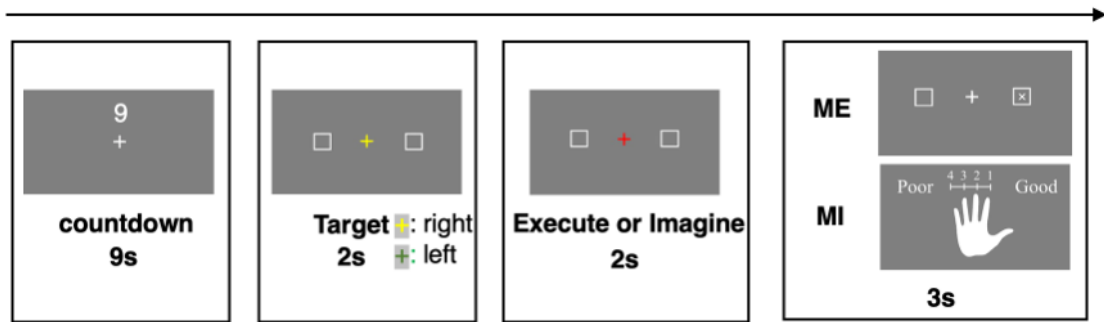 9
countdown
9s
Target +: right
2s +: left
Execute or Imagine
2s
ME
MI
4 3 2 1
Poor Good
3s